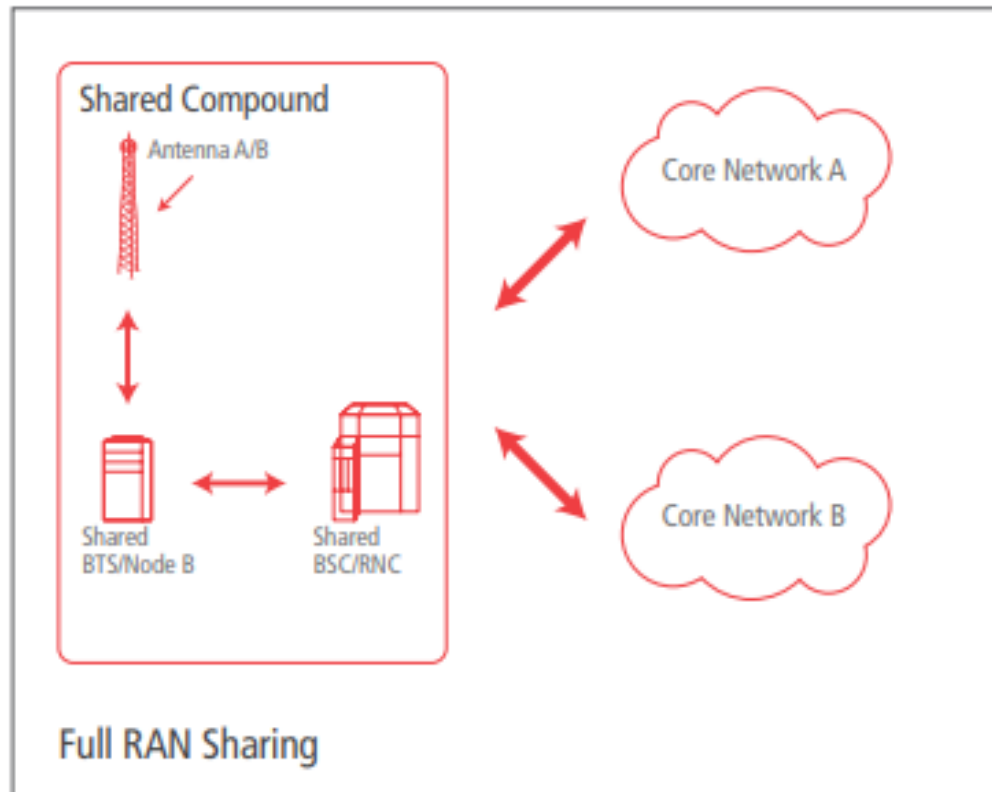 Shared Compound
Antenna A/B
Core Network A
Shared
BTS/Node B
Shared
BSC/RNC
Core Network B
Full RAN Sharing